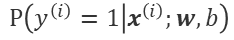 P(y⁽ⁱ⁾ = 1|𝒙⁽ⁱ⁾; 𝒘, b)